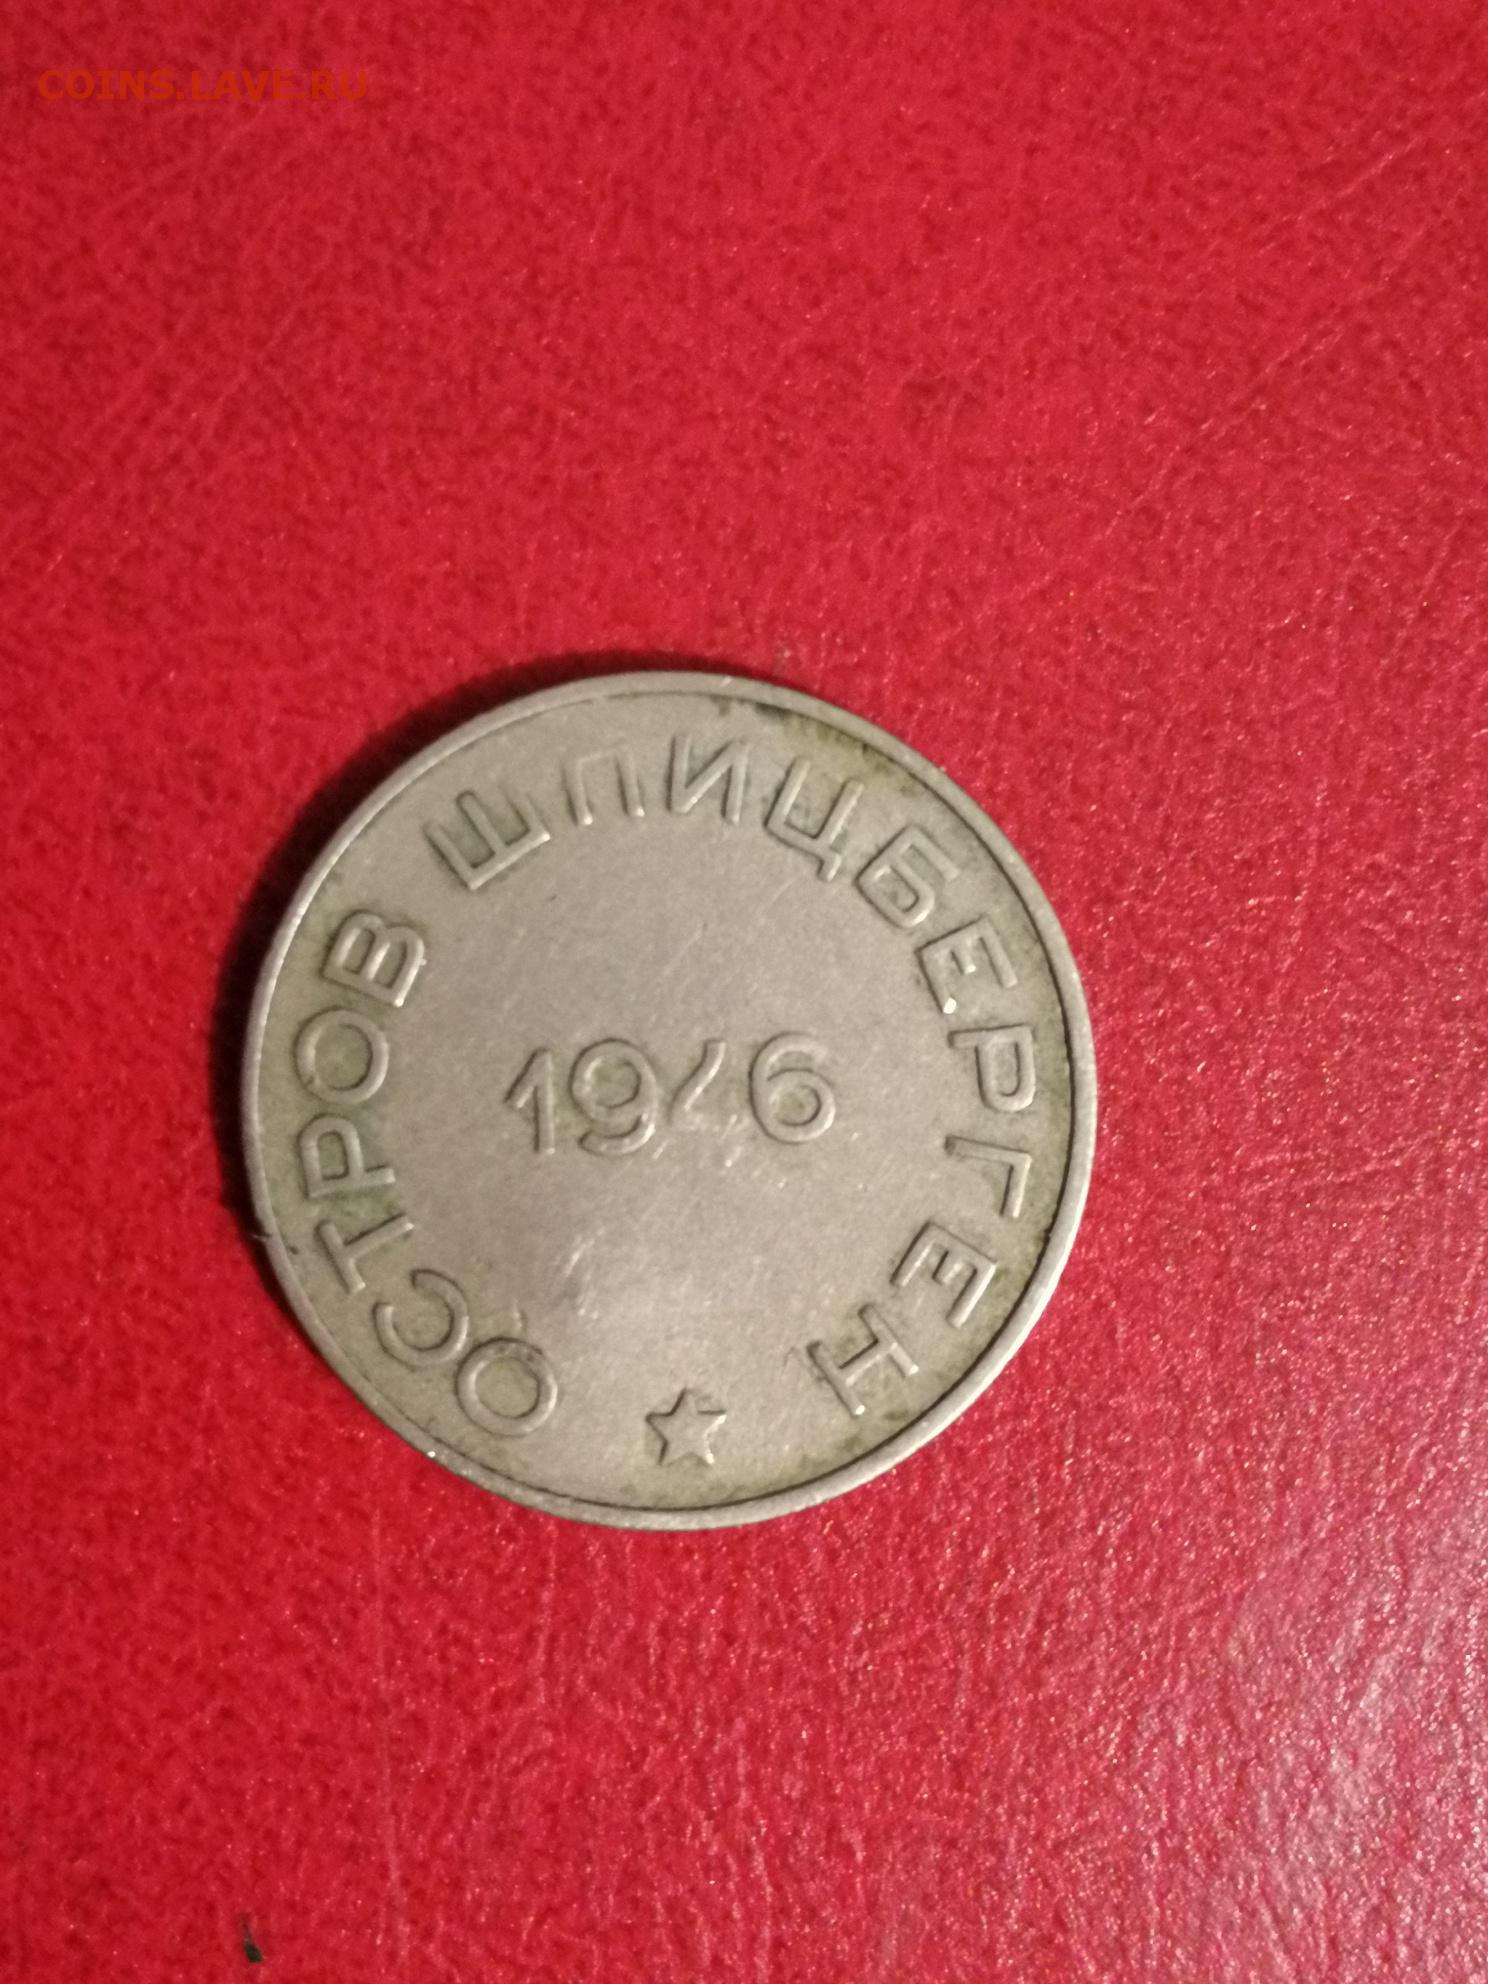 COINS.LAVE.RU
ОСТРОВ ШПИЦБЕРГЕН
1946